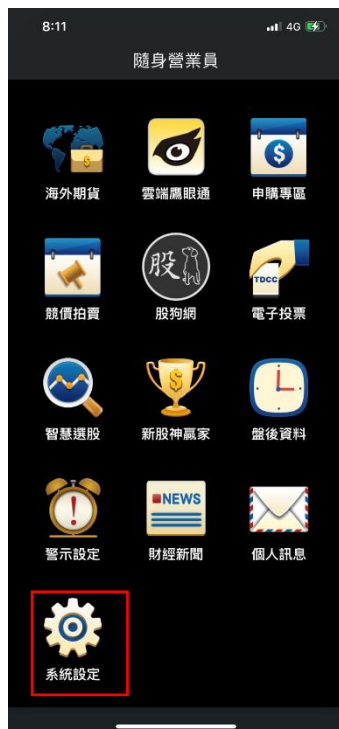 8:11
4G
隨身營業員
海外期貨
雲端鷹眼通
申購專區
股
TDCC
競價拍賣
股狗網
電子投票
智慧選股
新股神贏家
盤後資料
NEWS
警示設定
財經新聞
個人訊息
系統設定